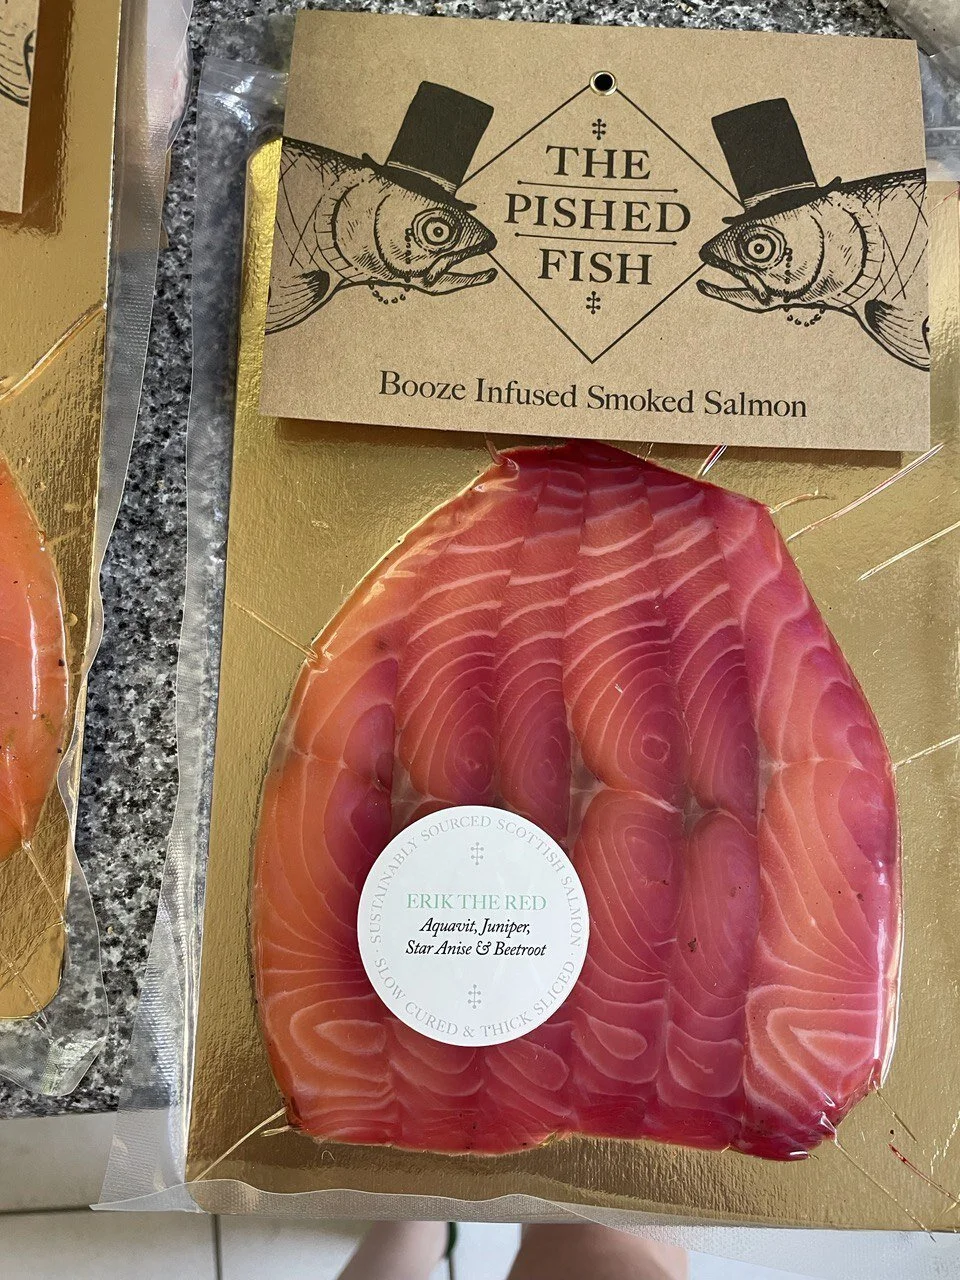 THE
PISHED
FISH
Booze Infused Smoked Salmon
SUSTAINABLY SOURCED SCOTTISH SALMON
ERIK THE RED
Aquavit, Juniper,
Star Anise & Beetroot
SLOW CURED & THICK SLICED